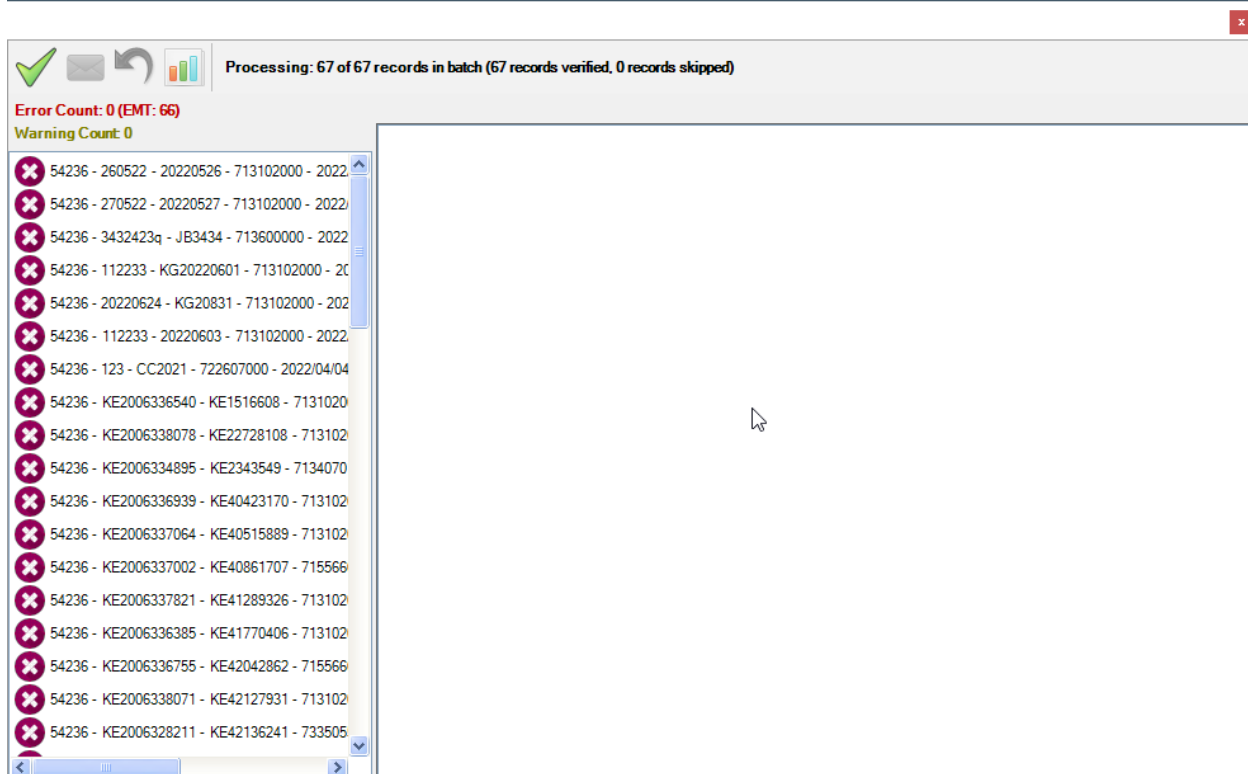 x
Processing: 67 of 67 records in batch (67 records verified, 0 records skipped)
Error Count: 0 (EMT: 66)
Warning Count: 0
54236 - 260522 - 20220526 - 713102000 - 2022
54236 - 270522 - 20220527 - 713102000 - 2022/
54236 - 3432423q - JB3434 - 713600000 - 2022
54236 - 112233 - KG20220601 - 713102000 - 20
54236 - 20220624 - KG20831 - 713102000 - 202
54236 - 112233 - 20220603 - 713102000 - 2022
54236 - 123 - CC2021 - 722607000 - 2022/04/04
54236 - KE2006336540 - KE1516608 - 7131020
54236 - KE2006338078 - KE22728108 - 713102
54236 - KE2006334895 - KE2343549 - 7134070
54236 - KE2006336939 - KE40423170 - 713102
54236 - KE2006337064 - KE40515889 - 713102
54236 - KE2006337002 - KE40861707 - 715566
54236 - KE2006337821 - KE41289326 - 713102
54236 - KE2006336385 - KE41770406 - 713102
54236 - KE2006336755 - KE42042862 - 715566
54236 - KE2006338071 - KE42127931 - 713102
54236 - KE2006328211 - KE42136241 - 733505